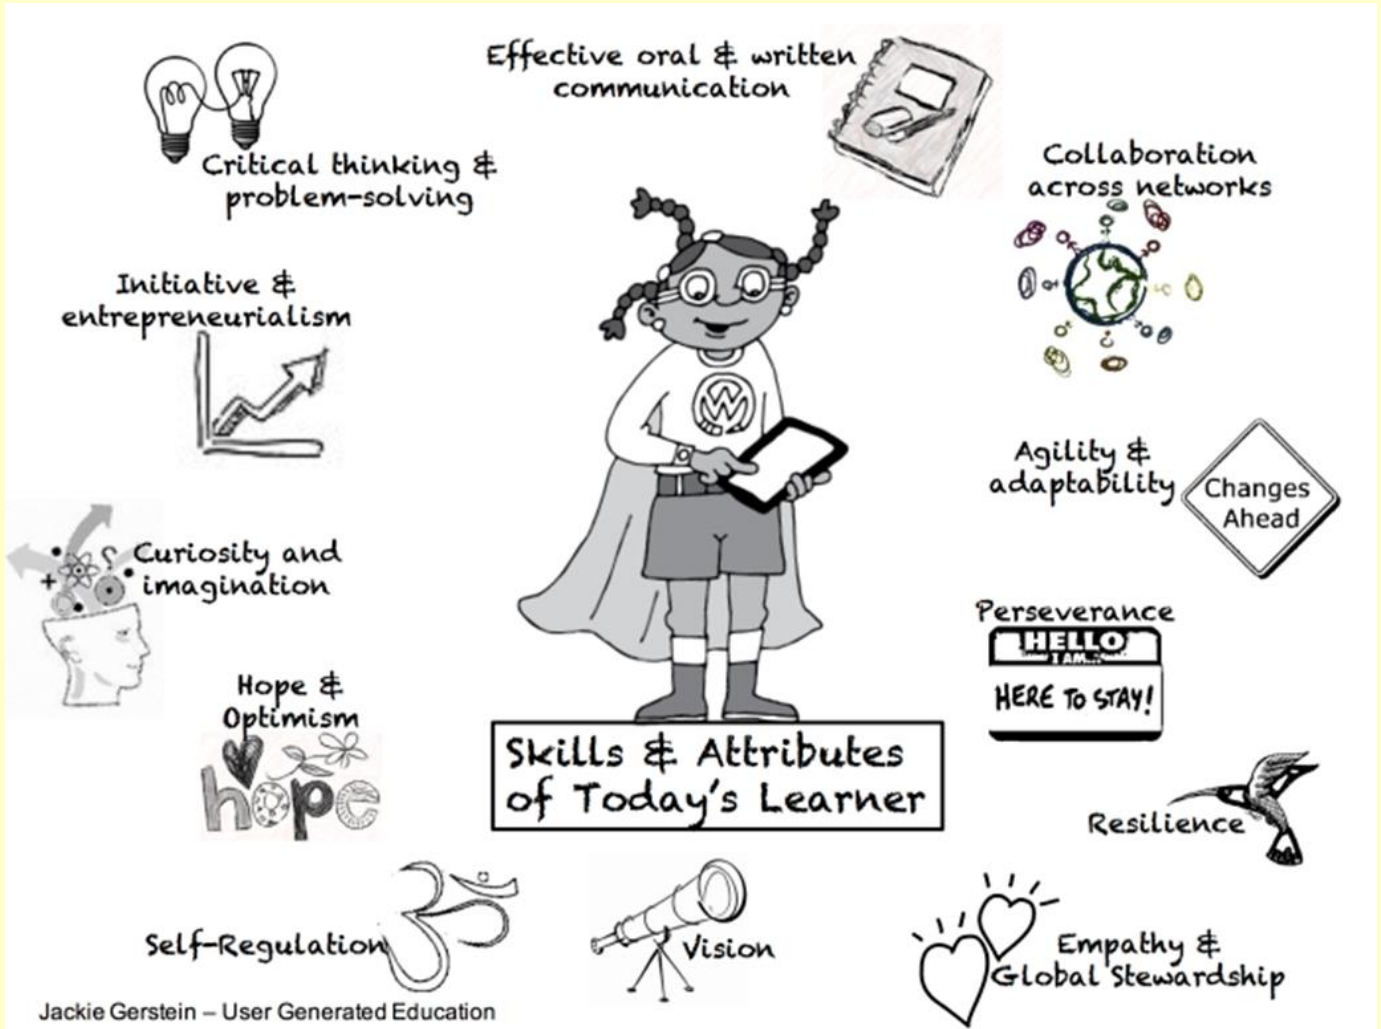 Effective oral & written
communication
Critical thinking &
problem-solving
Collaboration
across networks
Initiative &
entrepreneurialism
W
Agility &
adaptability
Changes
Ahead
Curiosity and
imagination
Perseverance
HELLO
I AM...
HERE TO STAY!
Hope &
Optimism
hope
Skills & Attributes
of Today's Learner
Resilience
Self-Regulation
ॐ
Vision
Empathy &
Global Stewardship
Jackie Gerstein – User Generated Education